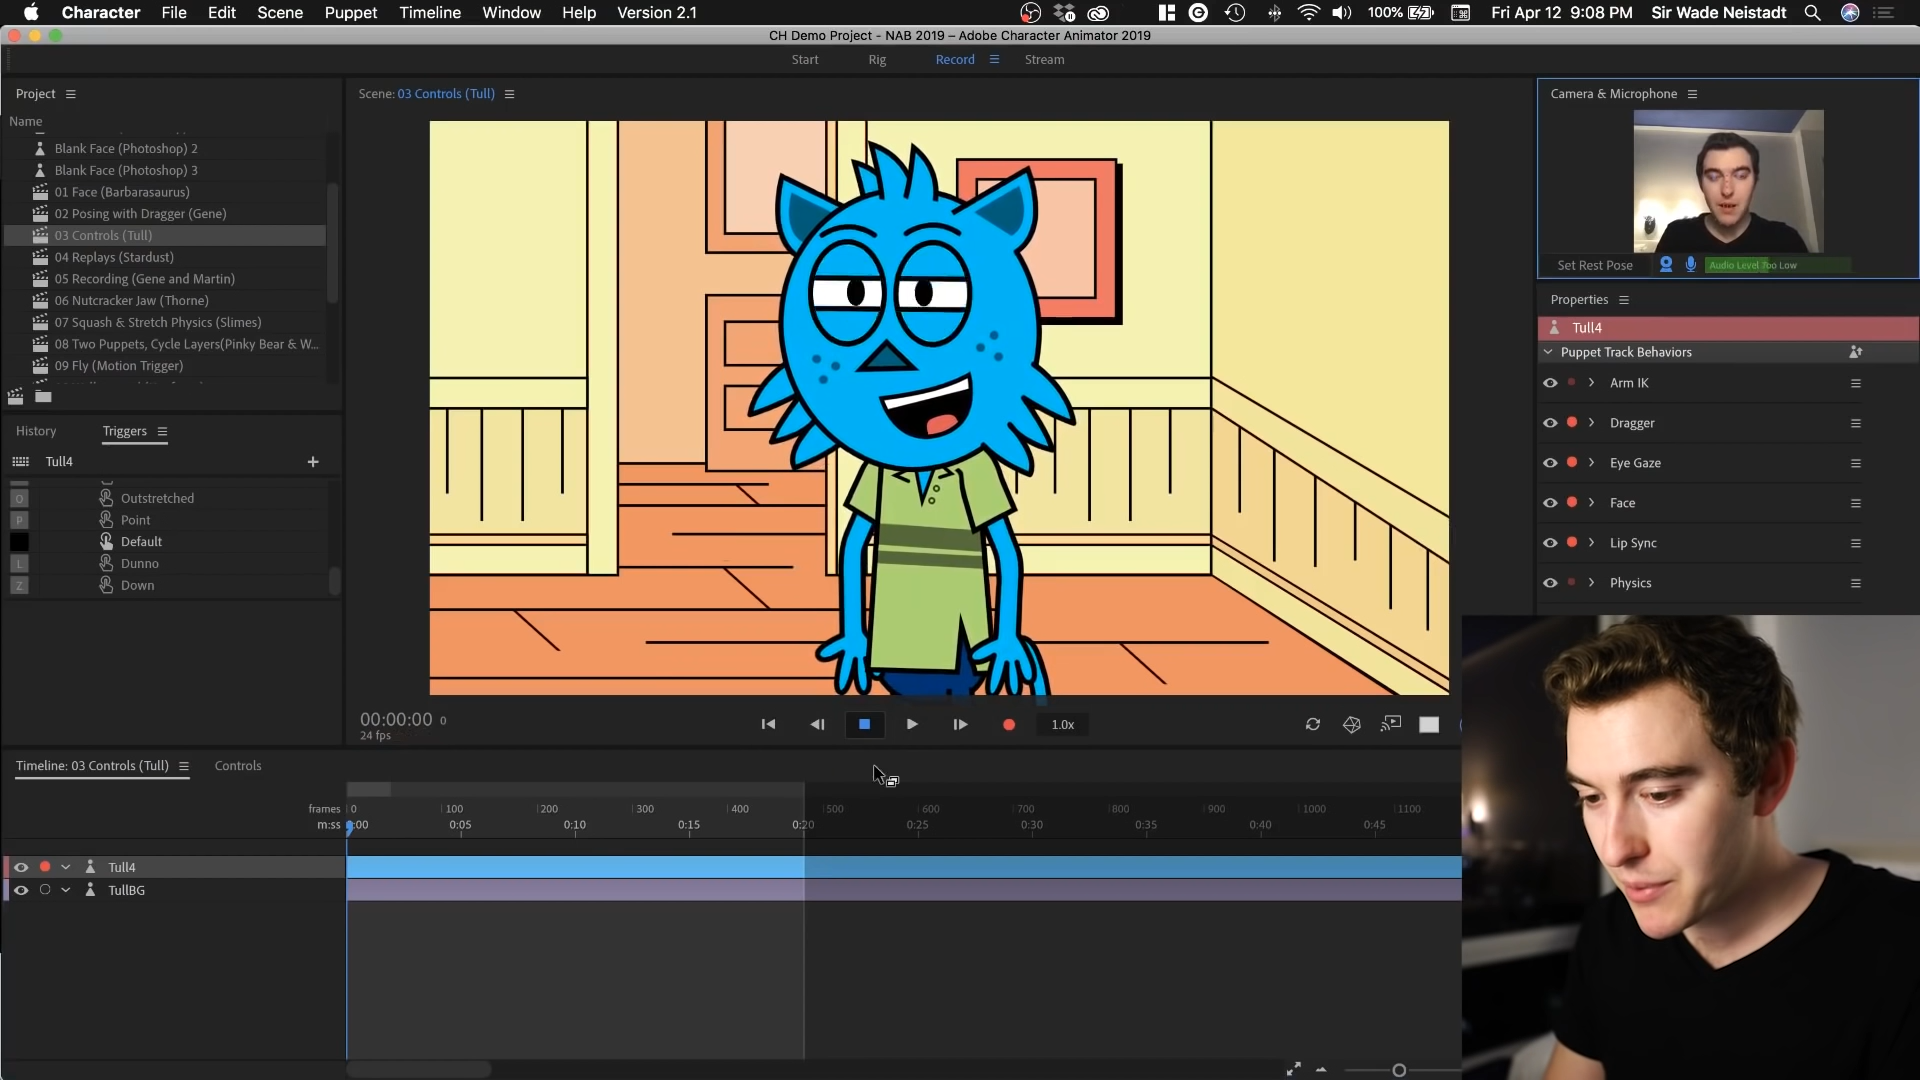 Character File Edit Scene Puppet Timeline Window Help Version 2.1 100% Fri Apr 12 9:08 PM Sir Wade Neistadt
CH Demo Project - NAB 2019 – Adobe Character Animator 2019
Start Rig Record Stream
Project
Name
Blank Face (Photoshop) 2
Blank Face (Photoshop) 3
01 Face (Barbarasaurus)
02 Posing with Dragger (Gene)
03 Controls (Tull)
04 Replays (Stardust)
05 Recording (Gene and Martin)
06 Nutcracker Jaw (Thorne)
07 Squash & Stretch Physics (Slimes)
08 Two Puppets, Cycle Layers(Pinky Bear & W...
09 Fly (Motion Trigger)
History Triggers
Tull4
O Outstretched
P Point
Default
L Dunno
Z Down
Scene: 03 Controls (Tull)
00:00:00 0
24 fps
1.0x
Camera & Microphone
Set Rest Pose Audio Level Too Low
Properties
Tull4
Puppet Track Behaviors
Arm IK
Dragger
Eye Gaze
Face
Lip Sync
Physics
Timeline: 03 Controls (Tull) Controls
frames 0 100 200 300 400 500 600 700 800 900 1000 1100
m:ss 0:00 0:05 0:10 0:15 0:20 0:25 0:30 0:35 0:40 0:45
Tull4
TullBG